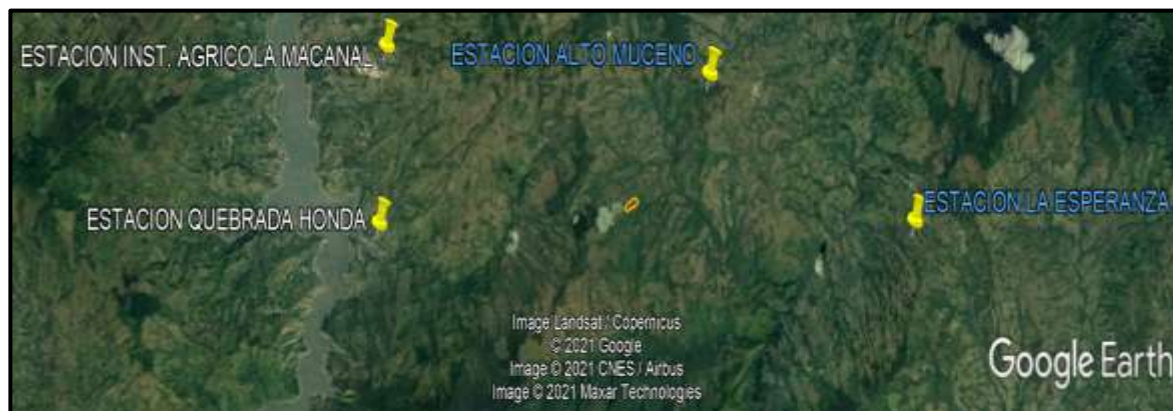 ESTACION INST. AGRICOLA MACANAL
ESTACION ALTO MUCENO
ESTACION QUEBRADA HONDA
ESTACION LA ESPERANZA
Image Landsat / Copernicus
© 2021 Google
Image © 2021 CNES / Airbus
Image © 2021 Maxar Technologies
Google Earth